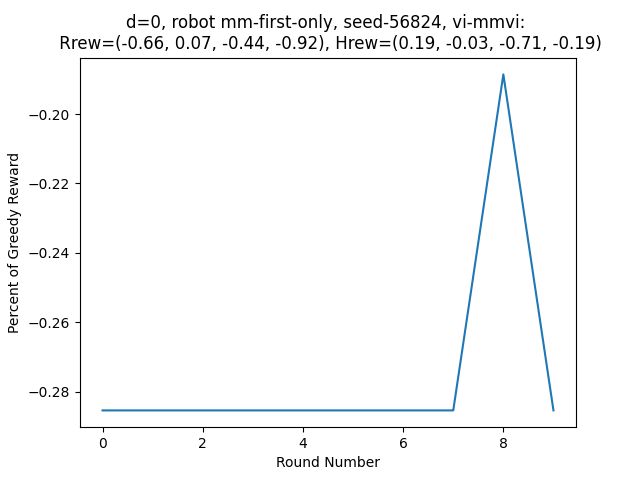 d=0, robot mm-first-only, seed-56824, vi-mmvi:
Rrew=(-0.66, 0.07, -0.44, -0.92), Hrew=(0.19, -0.03, -0.71, -0.19)
Percent of Greedy Reward
−0.20
−0.22
−0.24
−0.26
−0.28
0 2 4 6 8
Round Number